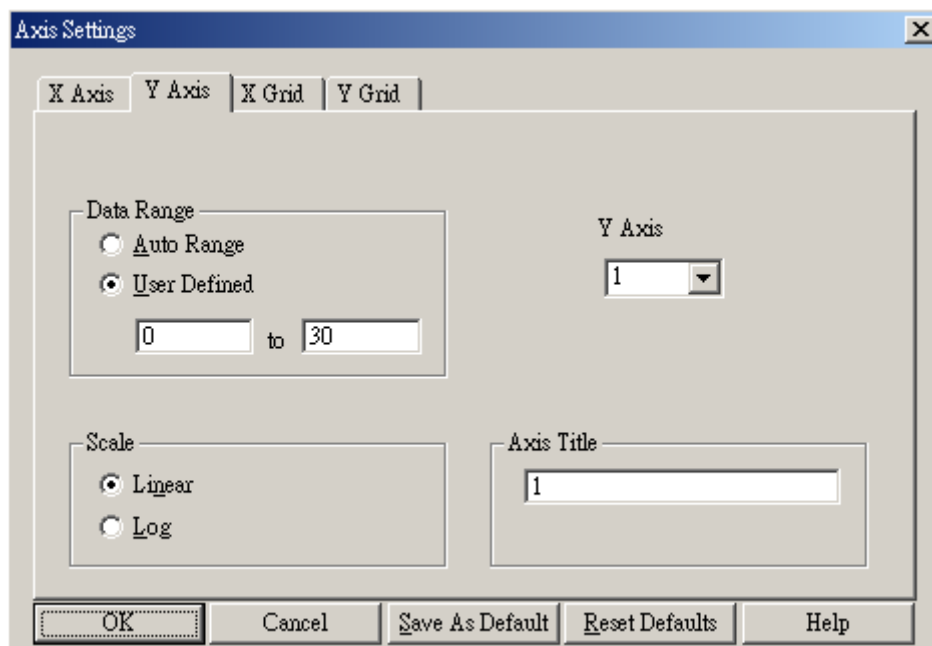 Axis Settings
X Axis
Y Axis
X Grid
Y Grid
Data Range
Auto Range
User Defined
0 to 30
Y Axis
1
Scale
Linear
Log
Axis Title
1
OK
Cancel
Save As Default
Reset Defaults
Help